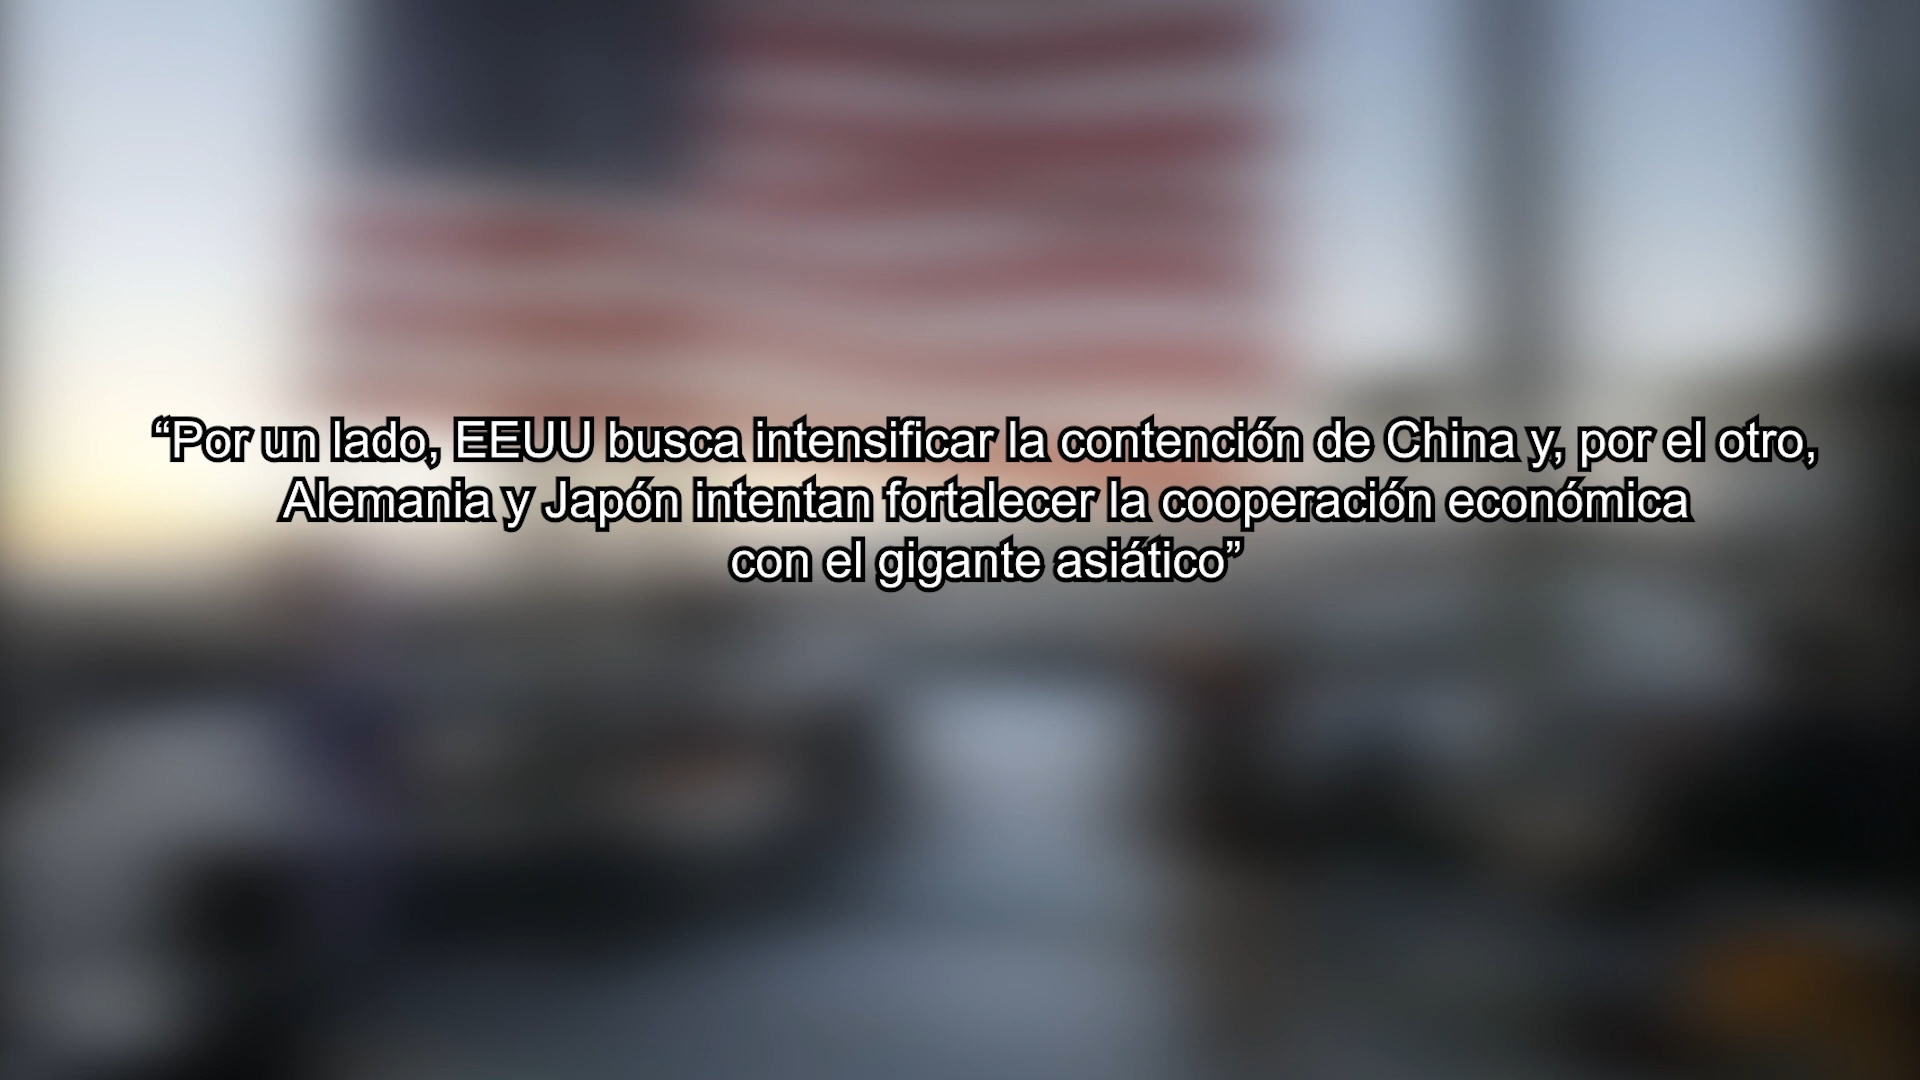 “Por un lado, EEUU busca intensificar la contención de China y, por el otro,
Alemania y Japón intentan fortalecer la cooperación económica
con el gigante asiático”